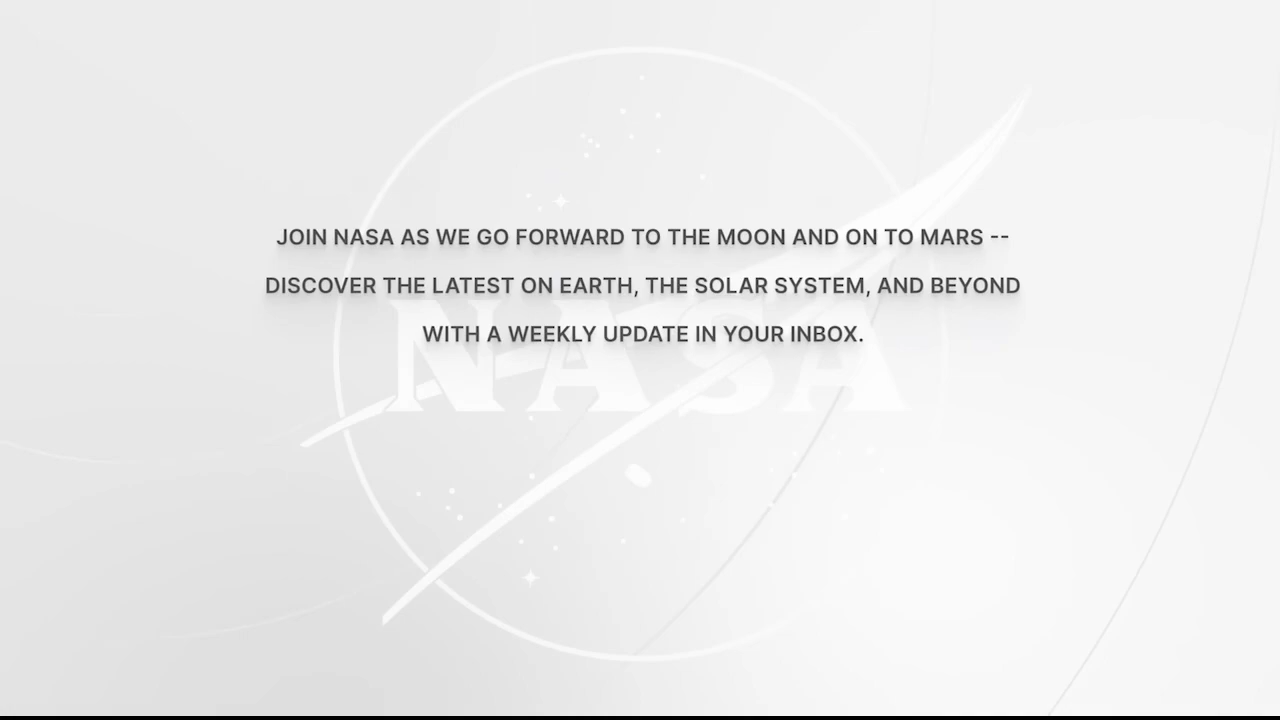 JOIN NASA AS WE GO FORWARD TO THE MOON AND ON TO MARS --
DISCOVER THE LATEST ON EARTH, THE SOLAR SYSTEM, AND BEYOND
WITH A WEEKLY UPDATE IN YOUR INBOX.
NASA